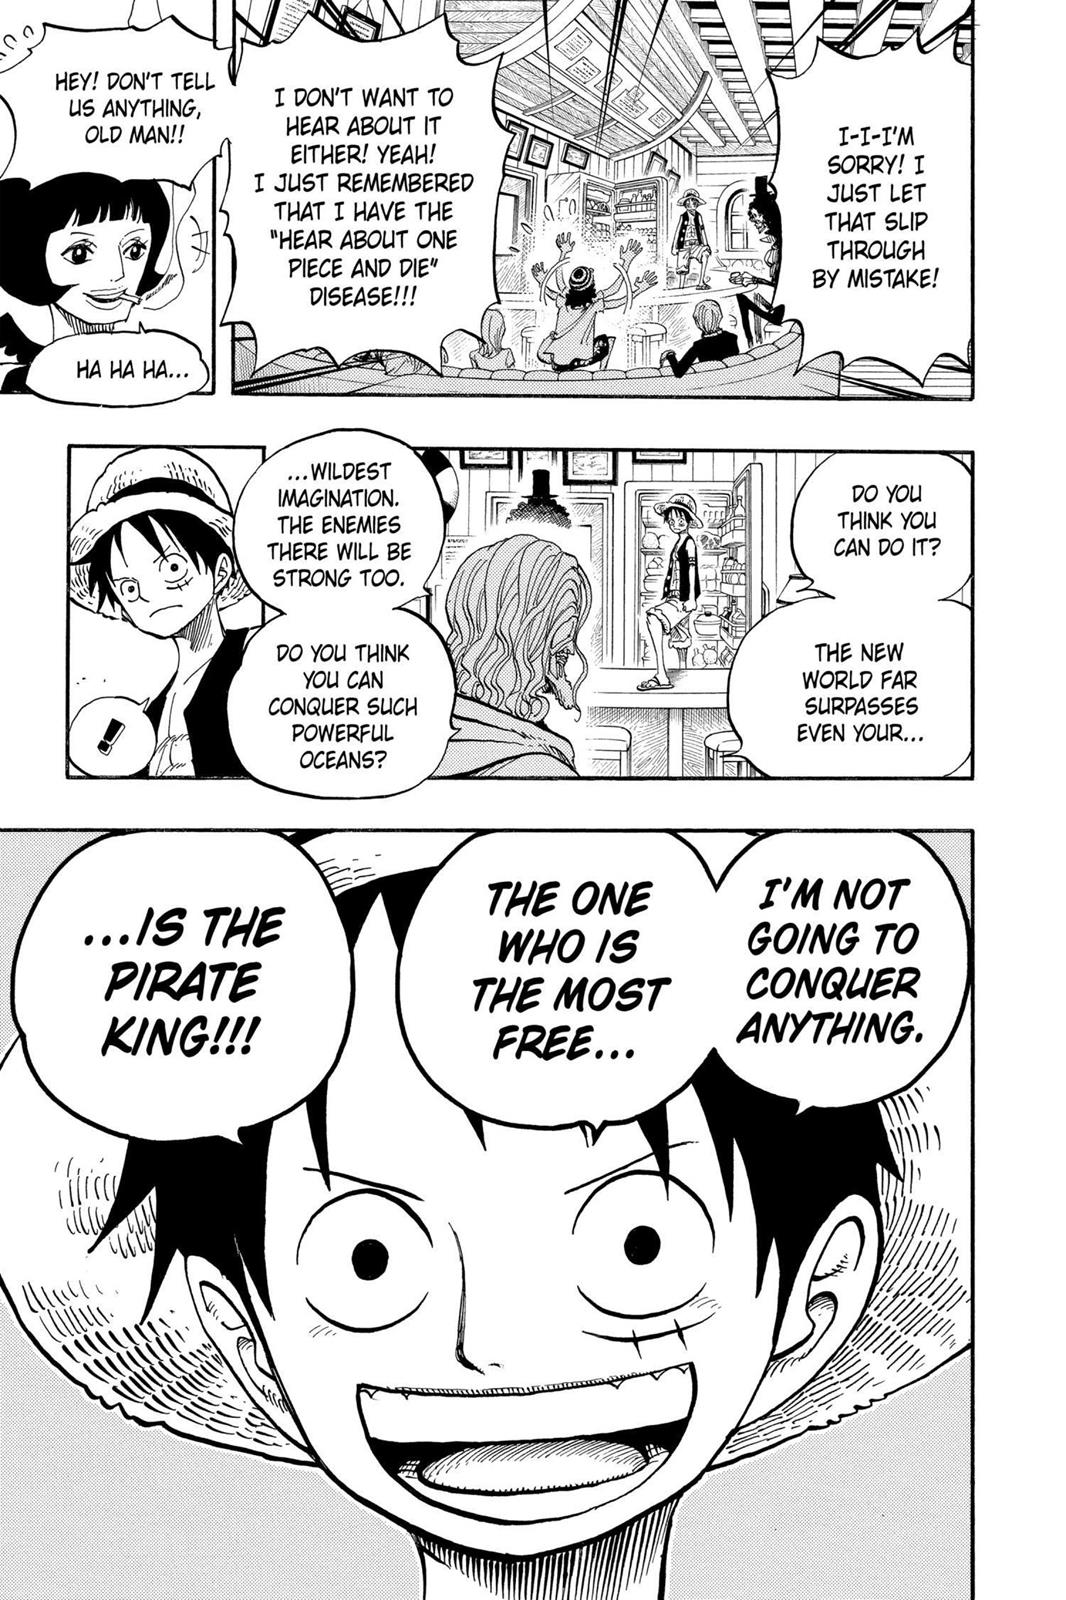 I-I-I'M
SORRY! I
JUST LET
THAT SLIP
THROUGH
BY MISTAKE!
I DON'T WANT TO
HEAR ABOUT IT
EITHER! YEAH!
I JUST REMEMBERED
THAT I HAVE THE
"HEAR ABOUT ONE
PIECE AND DIE"
DISEASE!!!
HEY! DON'T TELL
US ANYTHING,
OLD MAN!!
HA HA HA...
DO YOU
THINK YOU
CAN DO IT?
THE NEW
WORLD FAR
SURPASSES
EVEN YOUR...
...WILDEST
IMAGINATION.
THE ENEMIES
THERE WILL BE
STRONG TOO.
DO YOU THINK
YOU CAN
CONQUER SUCH
POWERFUL
OCEANS?
!
I'M NOT
GOING TO
CONQUER
ANYTHING.
THE ONE
WHO IS
THE MOST
FREE...
...IS THE
PIRATE
KING!!!